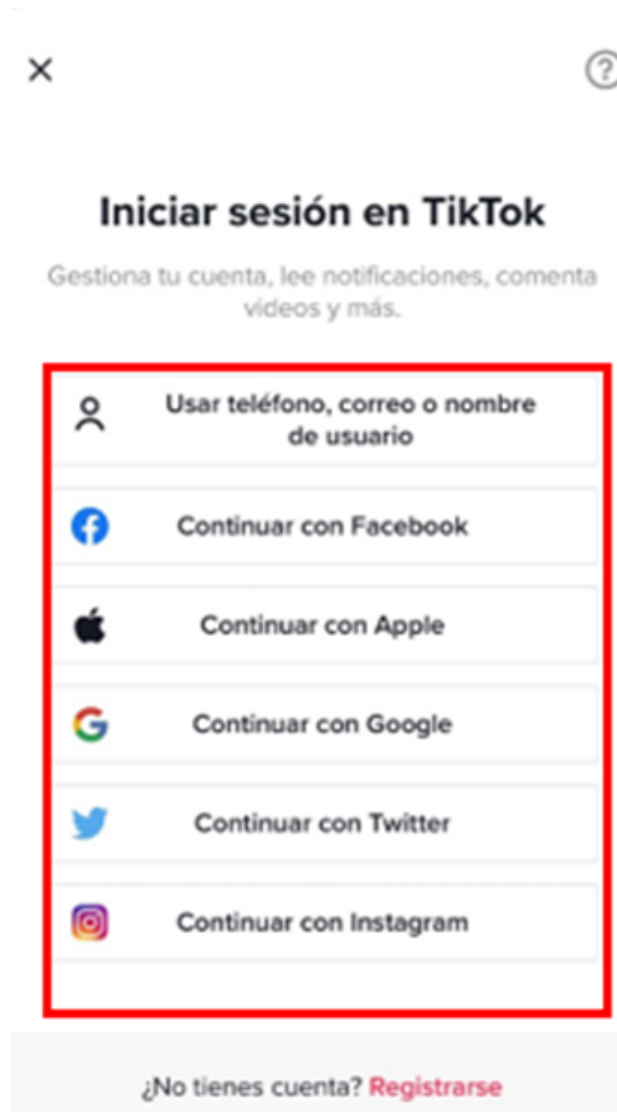 Iniciar sesión en TikTok
Gestiona tu cuenta, lee notificaciones, comenta
videos y más.
Usar teléfono, correo o nombre
de usuario
Continuar con Facebook
Continuar con Apple
Continuar con Google
Continuar con Twitter
Continuar con Instagram
¿No tienes cuenta? Registrarse